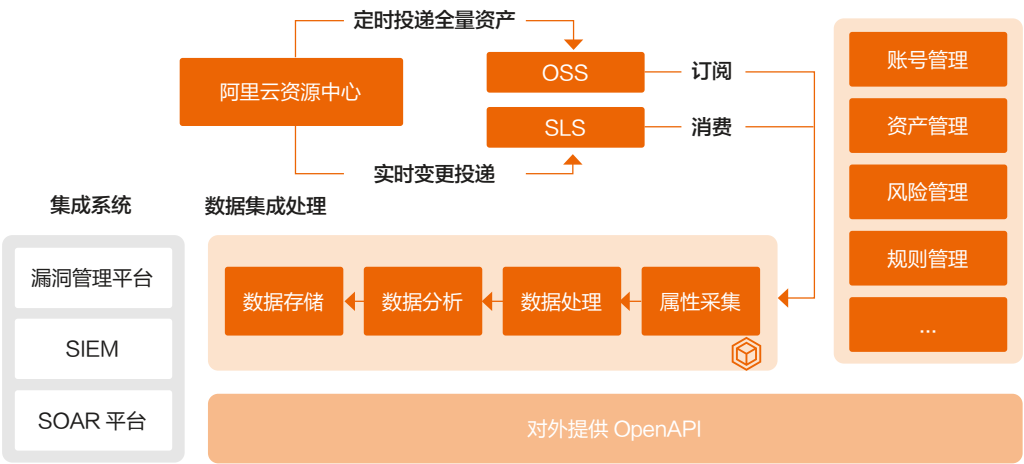 定时投递全量资产
阿里云资源中心
OSS
订阅
SLS
消费
实时变更投递
账号管理
资产管理
风险管理
规则管理
...
集成系统
漏洞管理平台
SIEM
SOAR 平台
数据集成处理
数据存储
数据分析
数据处理
属性采集
对外提供 OpenAPI